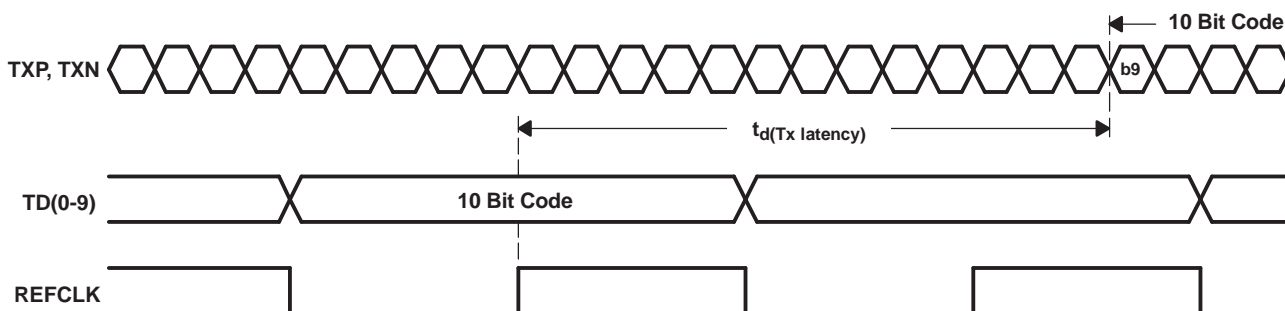 10 Bit Code
TXP, TXN
b9
td(Tx latency)
TD(0-9)
10 Bit Code
REFCLK